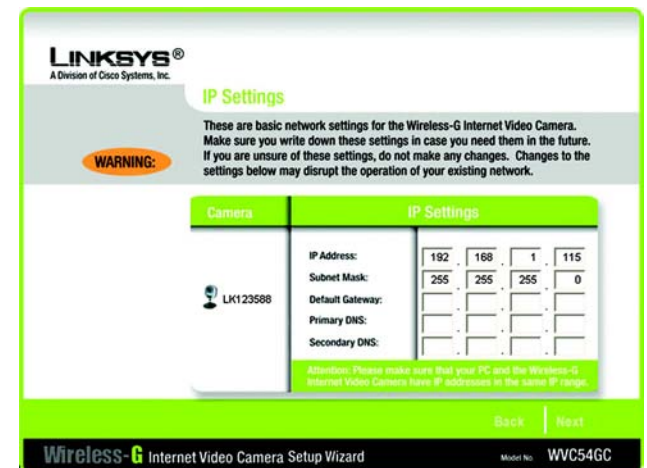 LINKSYS®
A Division of Cisco Systems, Inc.
IP Settings
WARNING:
These are basic network settings for the Wireless-G Internet Video Camera.
Make sure you write down these settings in case you need them in the future.
If you are unsure of these settings, do not make any changes. Changes to the
settings below may disrupt the operation of your existing network.
Camera
IP Settings
LK123588
IP Address: 192 . 168 . 1 . 115
Subnet Mask: 255 . 255 . 255 . 0
Default Gateway: . . .
Primary DNS: . . .
Secondary DNS: . . .
Attention: Please make sure that your PC and the Wireless-G
Internet Video Camera have IP addresses in the same IP range.
Back Next
Wireless-G Internet Video Camera Setup Wizard
Model No. WVC54GC